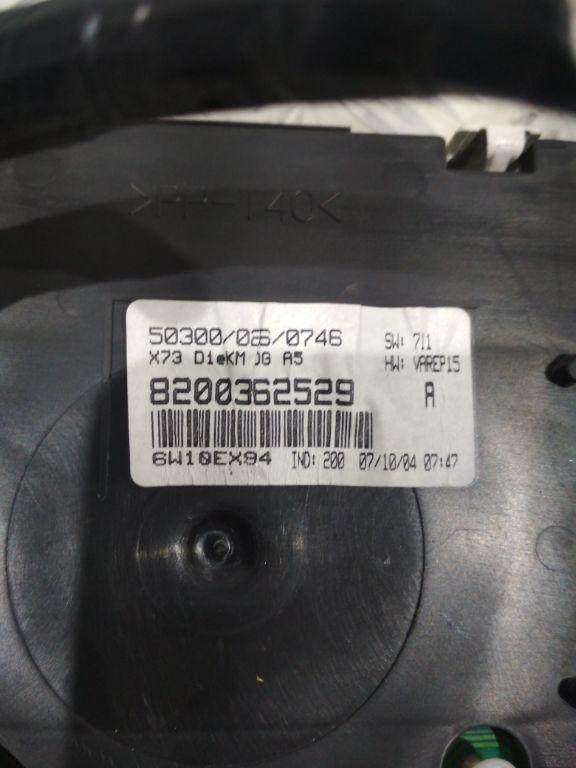 >PP-T40<
50300/026/0746 SW: 711
X73 DieKM JG A5 HW: VAREP15
8200362529 A
6W10EX94 IND: 200 07/10/04 07:47